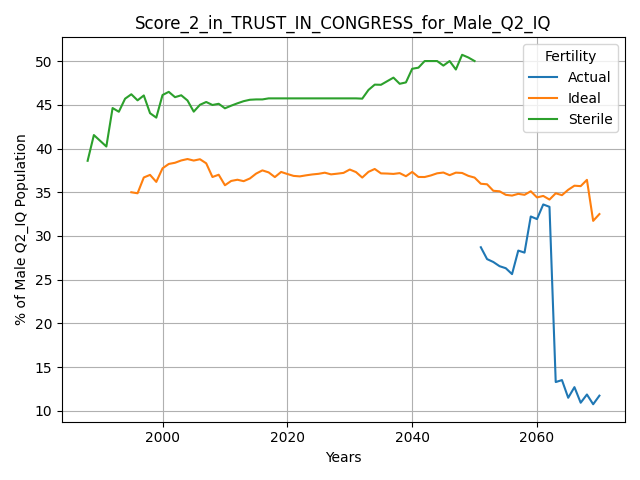 Score_2_in_TRUST_IN_CONGRESS_for_Male_Q2_IQ
% of Male Q2_IQ Population
50
45
40
35
30
25
20
15
10
Fertility
Actual
Ideal
Sterile
2000
2020
2040
2060
Years